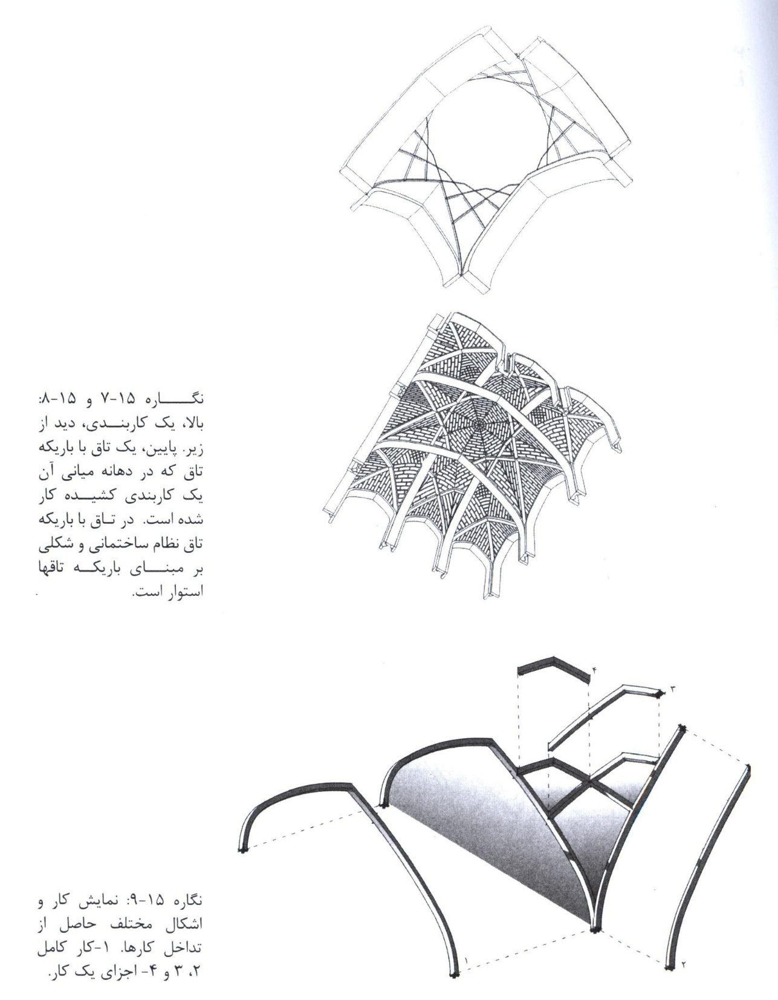 نگاره ۱۵-۷ و ۱۵-۸:
بالا، یک کاربندی، دید از
زیر. پایین، یک تاق با باریکه
تاق که در دهانه میانی آن
یک کاربندی کشیده کار
شده است. در تاق با باریکه
تاق نظام ساختمانی و شکلی
بر مبنای باریکه تاقها
استوار است.
۴
۳
۱
۲
نگاره ۱۵-۹: نمایش کار و
اشکال مختلف حاصل از
تداخل کارها. ۱-کار کامل
۲، ۳ و ۴- اجزای یک کار.